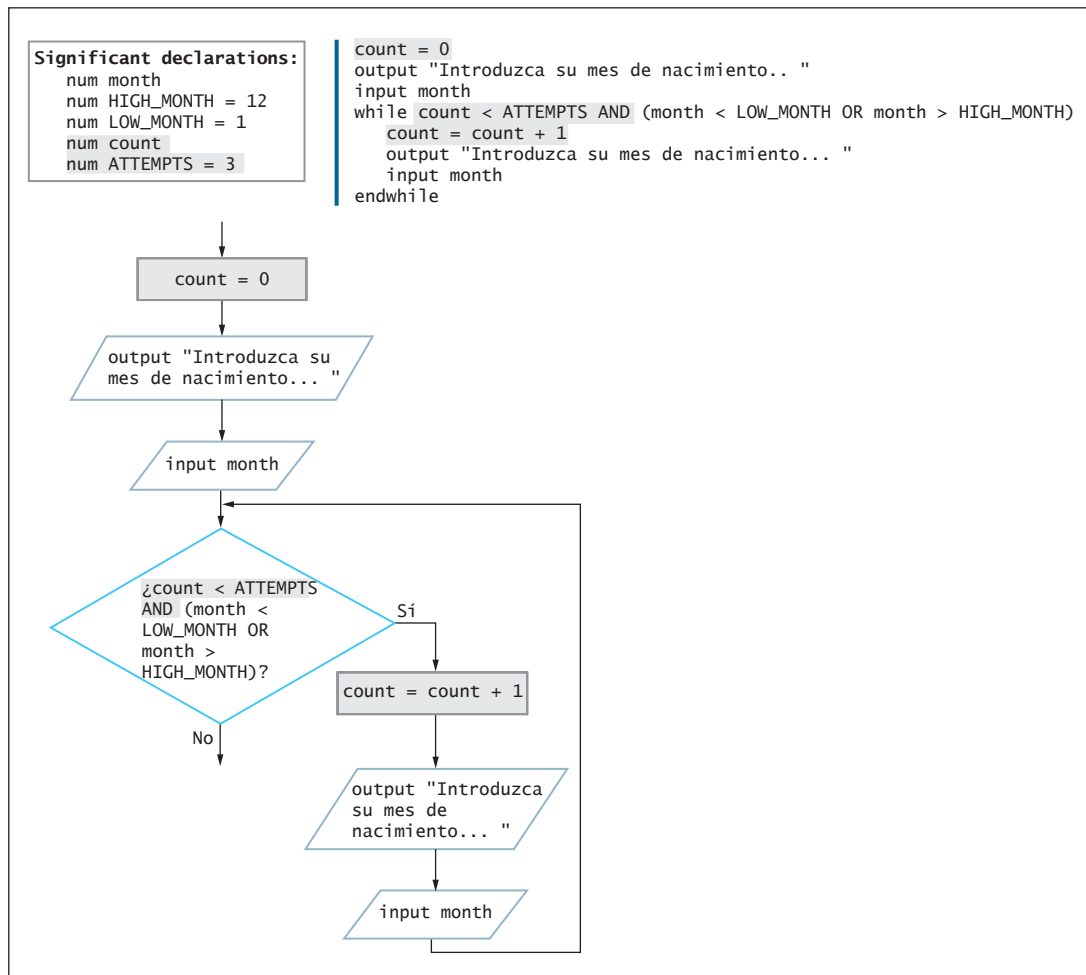 Significant declarations:
num month
num HIGH_MONTH = 12
num LOW_MONTH = 1
num count
num ATTEMPTS = 3
count = 0
output "Introduzca su mes de nacimiento.. "
input month
while count < ATTEMPTS AND (month < LOW_MONTH OR month > HIGH_MONTH)
count = count + 1
output "Introduzca su mes de nacimiento... "
input month
endwhile
count = 0
output "Introduzca su
mes de nacimiento... "
input month
¿count < ATTEMPTS
AND (month <
LOW_MONTH OR
month >
HIGH_MONTH)?
Sí
No
count = count + 1
output "Introduzca
su mes de
nacimiento... "
input month